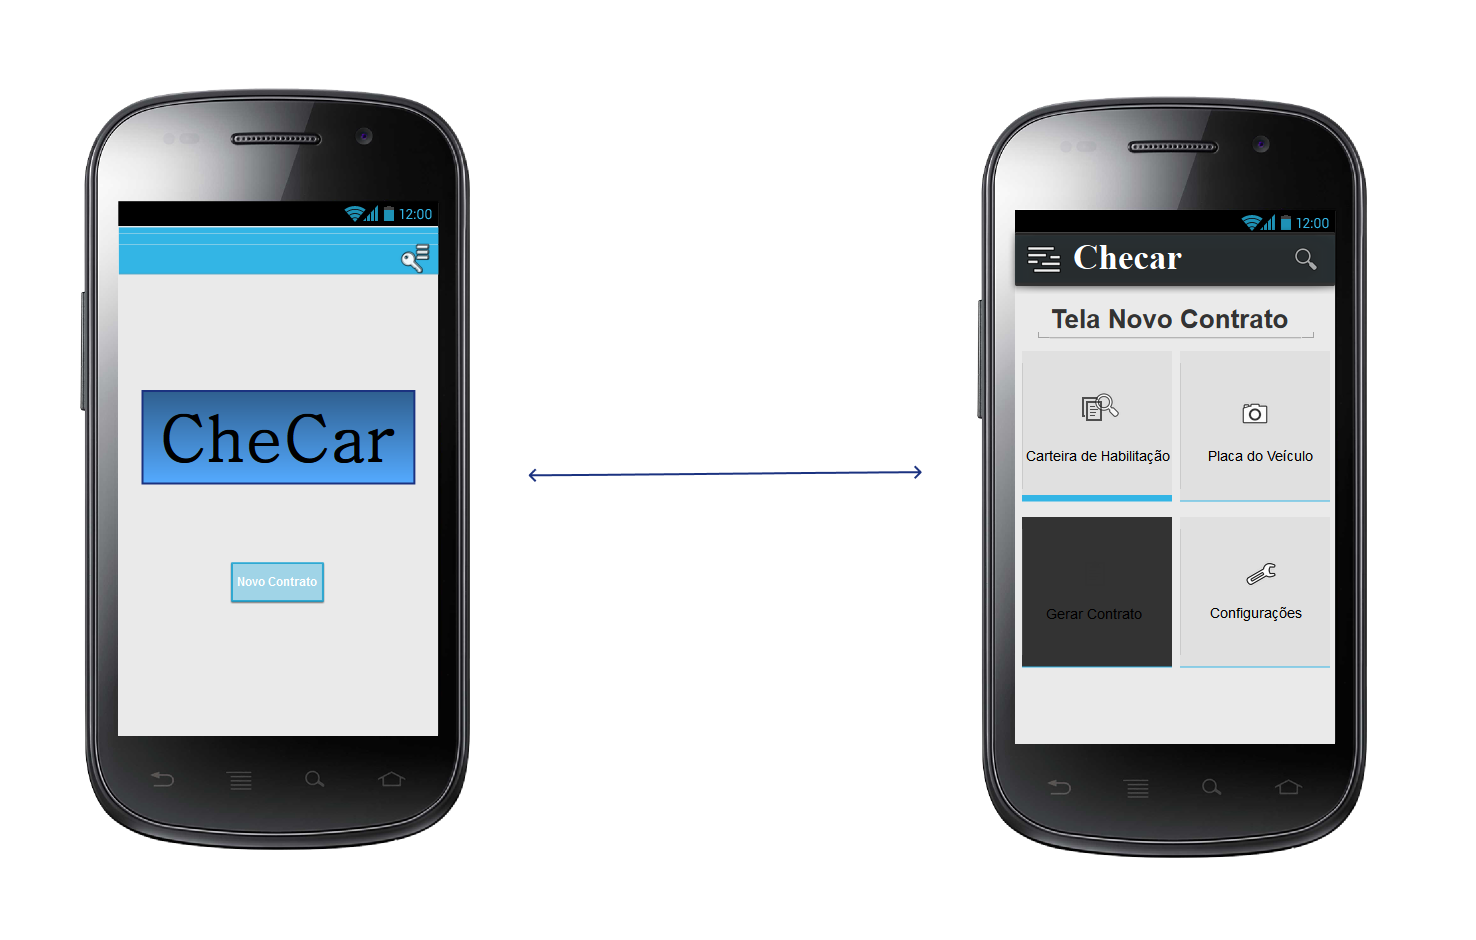 12:00
CheCar
Novo Contrato
12:00
Checar
Tela Novo Contrato
Carteira de Habilitação
Placa do Veículo
Gerar Contrato
Configurações